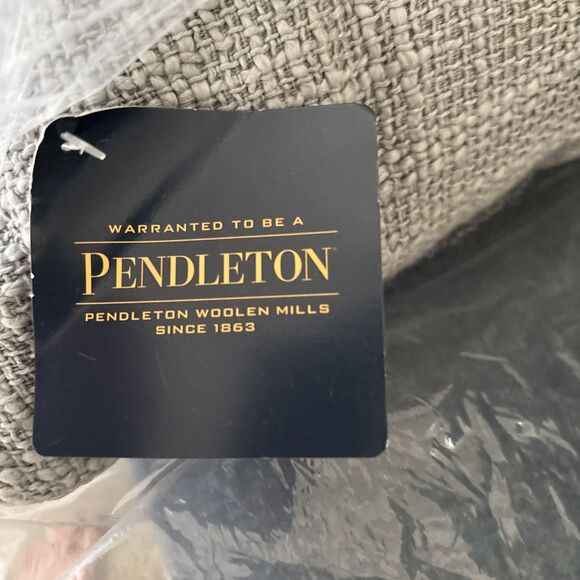 WARRANTED TO BE A
PENDLETON
PENDLETON WOOLEN MILLS
SINCE 1863